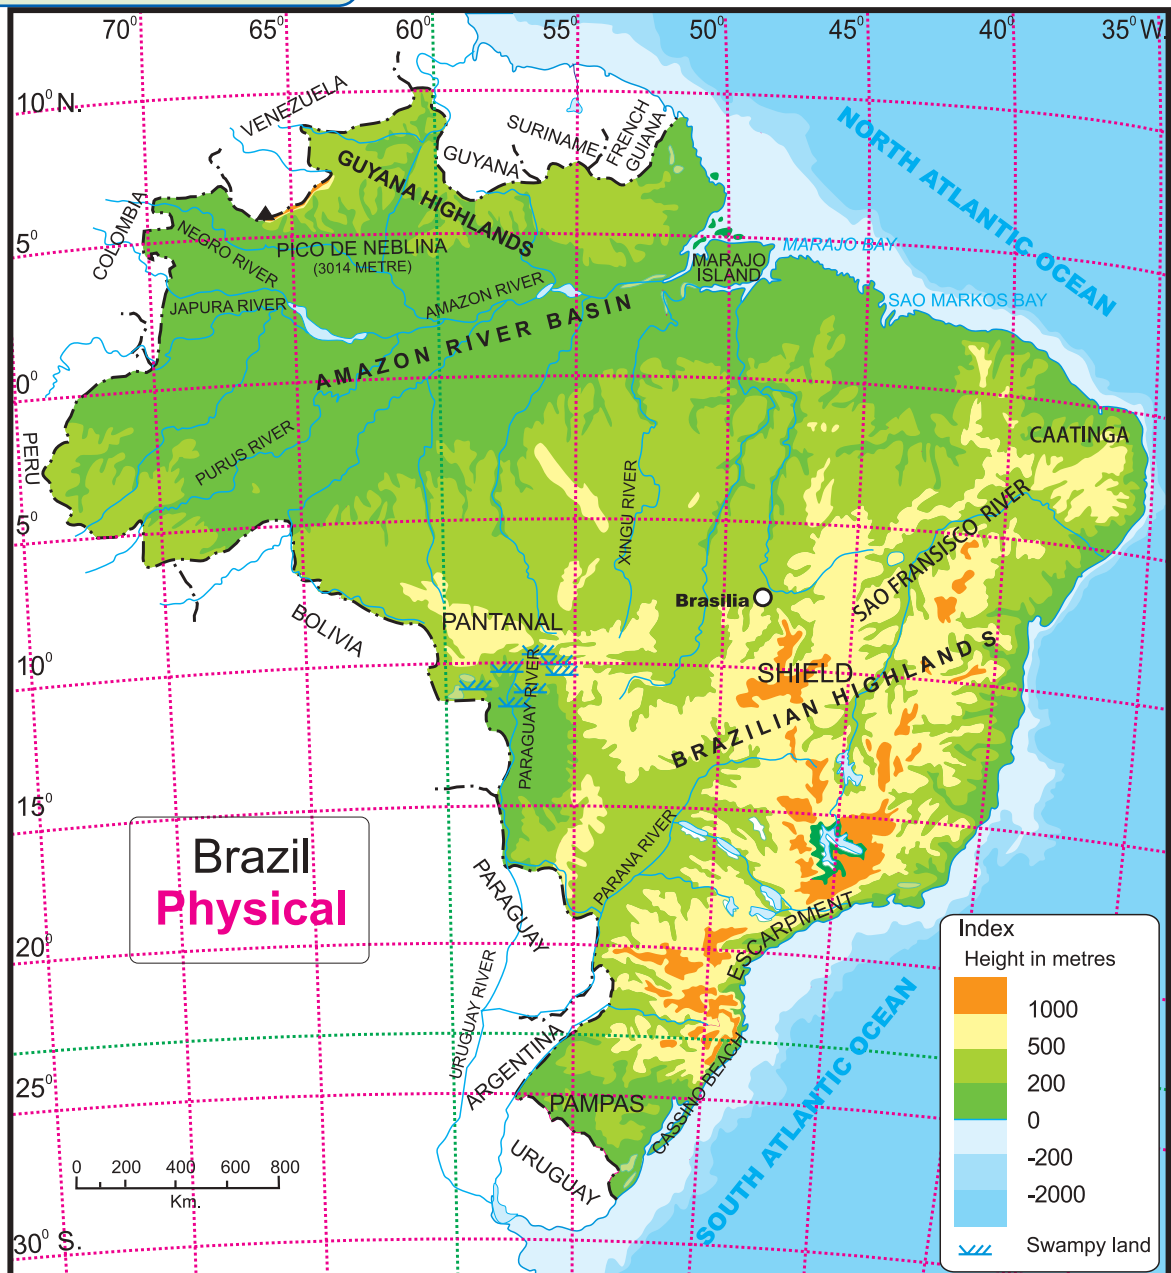 70⁰ 65⁰ 60⁰ 55⁰ 50⁰ 45⁰ 40⁰ 35⁰ W.
10⁰ N.
5⁰
0⁰
5⁰
10⁰
15⁰
20⁰
25⁰
30⁰ S.
VENEZUELA
SURINAME
FRENCH
GUIANA
GUYANA
COLOMBIA
PERU
BOLIVIA
PARAGUAY
ARGENTINA
URUGUAY
NORTH ATLANTIC OCEAN
SOUTH ATLANTIC OCEAN
GUYANA HIGHLANDS
NEGRO RIVER
PICO DE NEBLINA
(3014 METRE)
JAPURA RIVER
AMAZON RIVER
AMAZON RIVER BASIN
MARAJO
ISLAND
MARAJO BAY
SAO MARKOS BAY
PURUS RIVER
XINGU RIVER
CAATINGA
SAO FRANSISCO RIVER
Brasilia
PANTANAL
PARAGUAY RIVER
SHIELD
BRAZILIAN HIGHLANDS
PARANA RIVER
ESCARPMENT
URUGUAY RIVER
PAMPAS
CASSINO BEACH
Brazil
Physical
0 200 400 600 800
Km.
Index
Height in metres
1000
500
200
0
-200
-2000
Swampy land